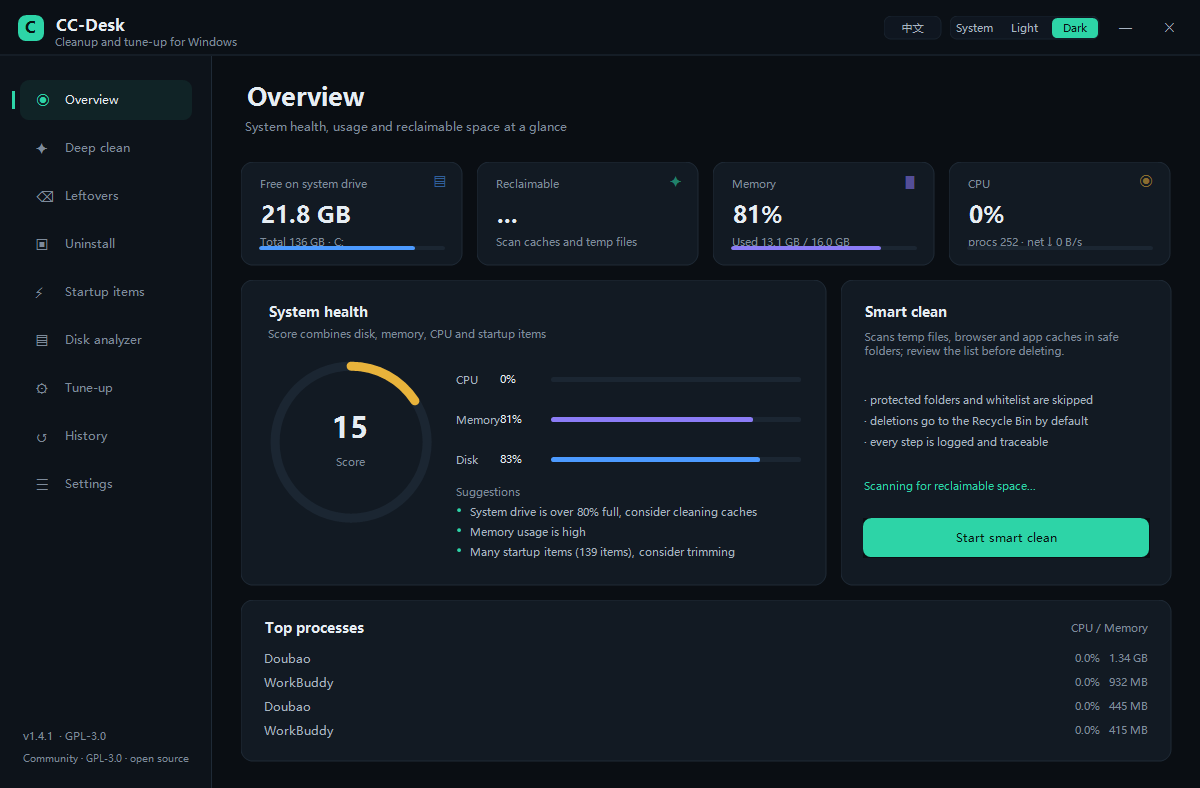 C
CC-Desk
Cleanup and tune-up for Windows
中文
System
Light
Dark
Overview
Deep clean
Leftovers
Uninstall
Startup items
Disk analyzer
Tune-up
History
Settings
v1.4.1 · GPL-3.0
Community · GPL-3.0 · open source
Overview
System health, usage and reclaimable space at a glance
Free on system drive
21.8 GB
Total 136 GB · C:
Reclaimable
...
Scan caches and temp files
Memory
81%
Used 13.1 GB / 16.0 GB
CPU
0%
procs 252 · net ↓ 0 B/s
System health
Score combines disk, memory, CPU and startup items
15
Score
CPU 0%
Memory 81%
Disk 83%
Suggestions
• System drive is over 80% full, consider cleaning caches
• Memory usage is high
• Many startup items (139 items), consider trimming
Smart clean
Scans temp files, browser and app caches in safe
folders; review the list before deleting.
· protected folders and whitelist are skipped
· deletions go to the Recycle Bin by default
· every step is logged and traceable
Scanning for reclaimable space...
Start smart clean
Top processes
CPU / Memory
Doubao 0.0% 1.34 GB
WorkBuddy 0.0% 932 MB
Doubao 0.0% 445 MB
WorkBuddy 0.0% 415 MB